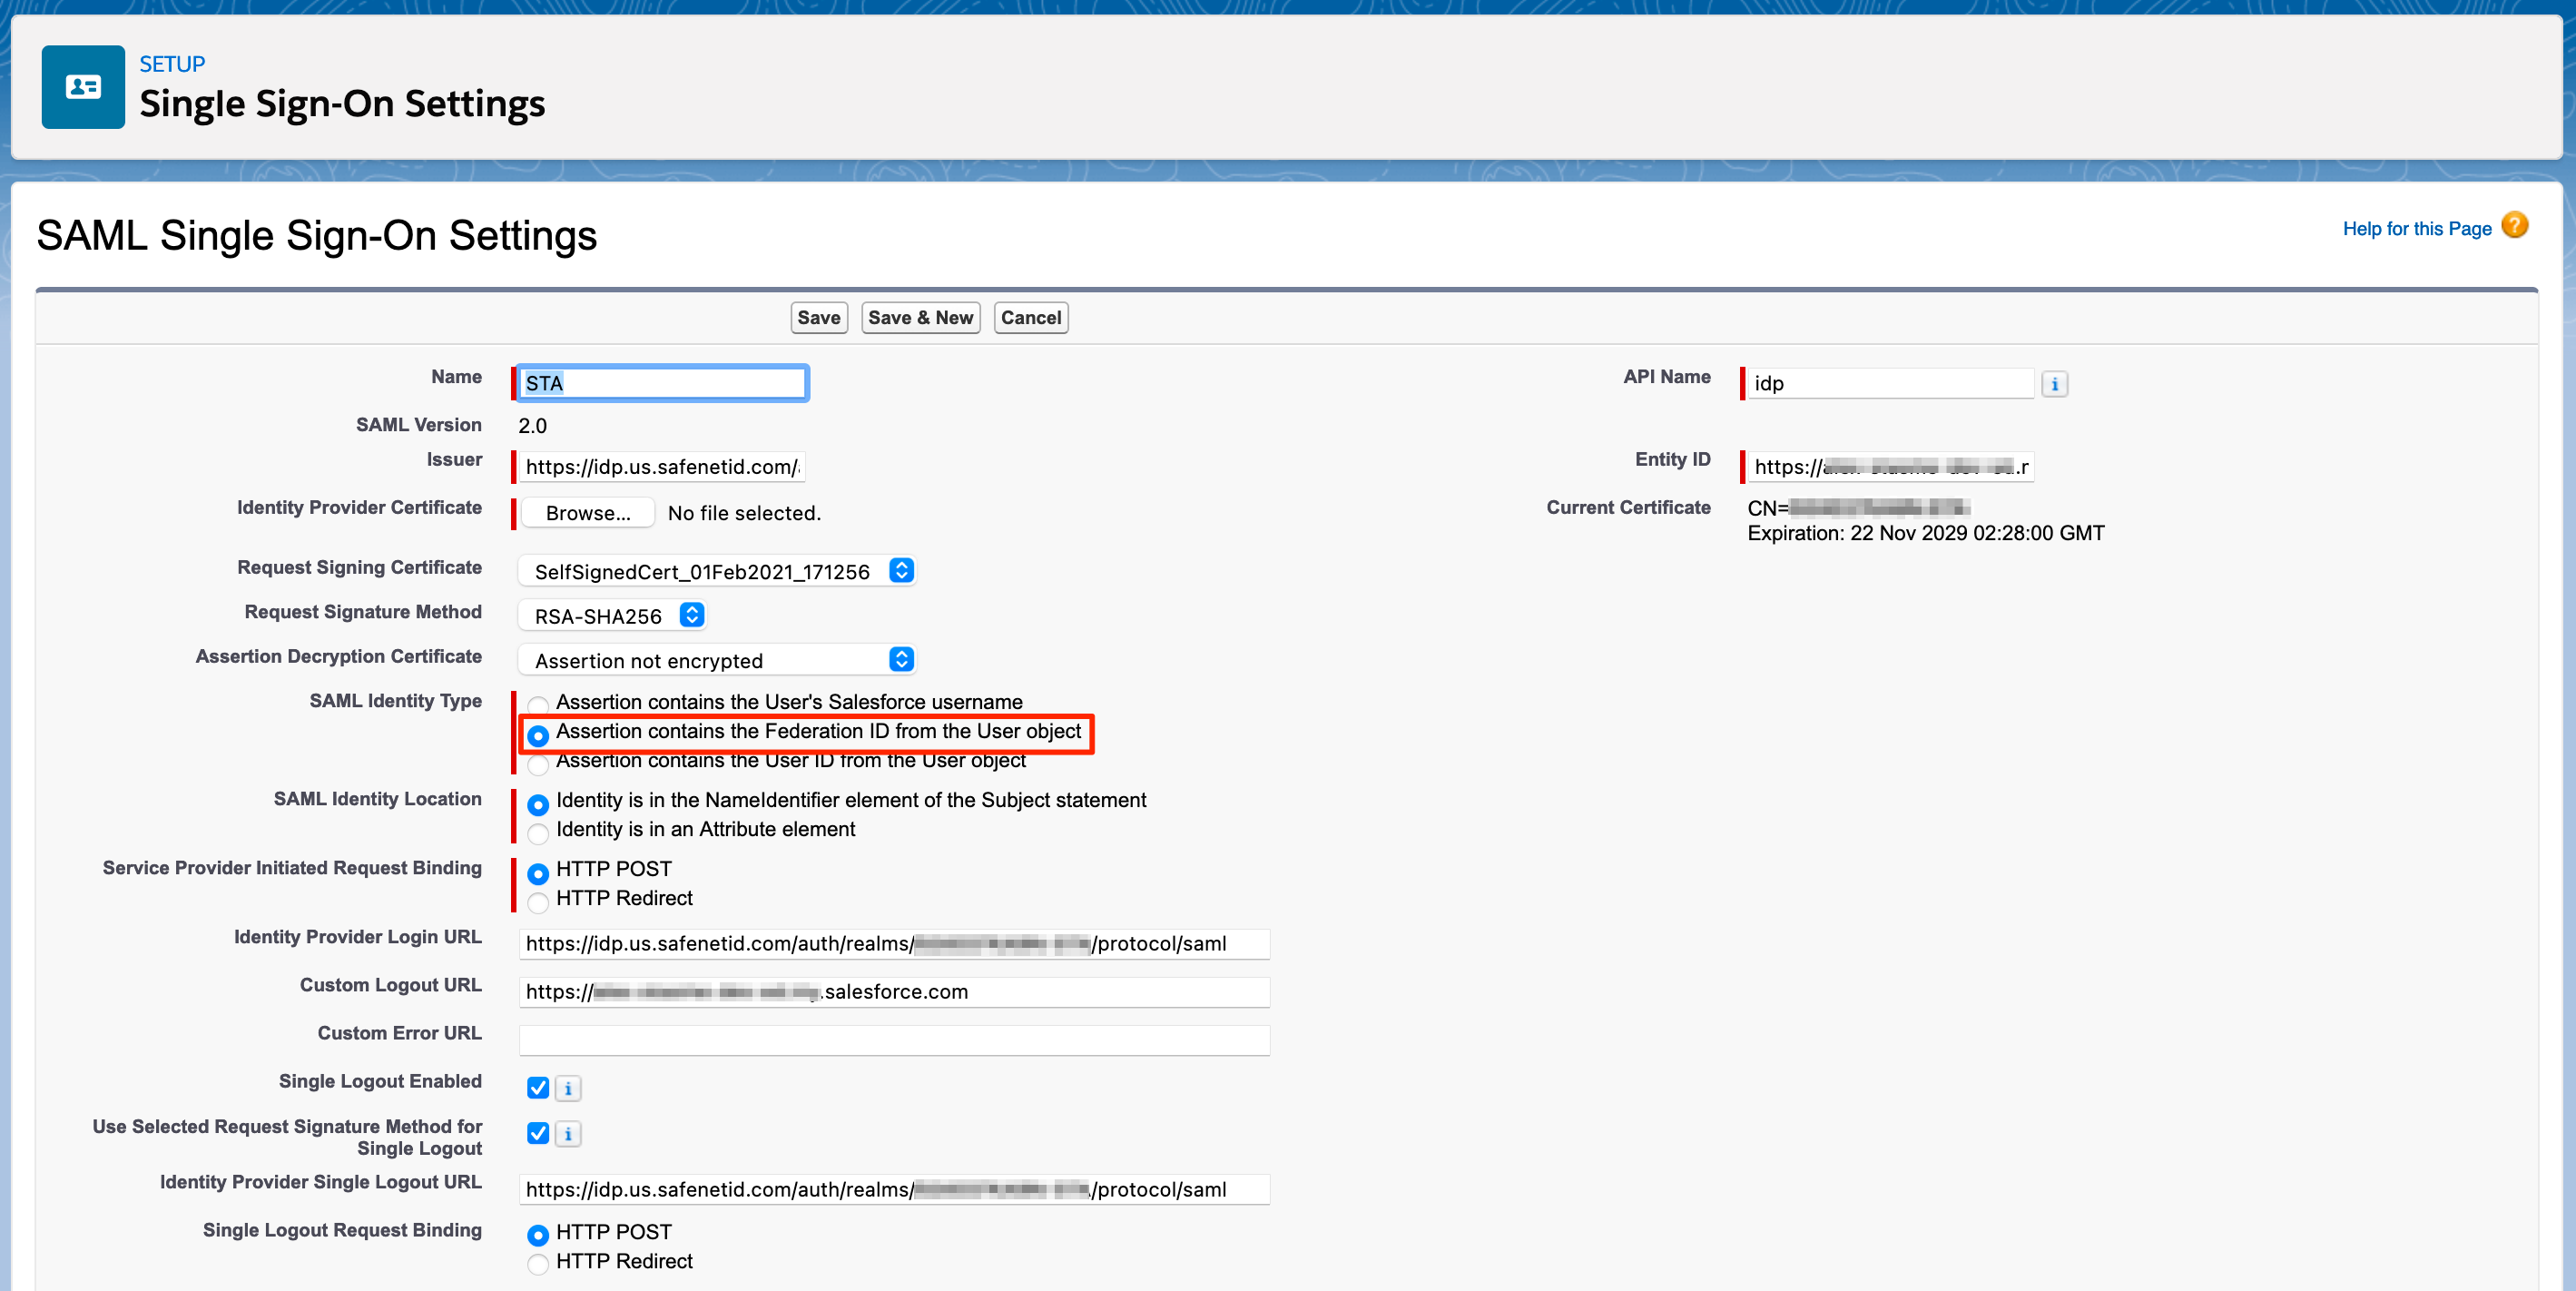 SETUP
Single Sign-On Settings
SAML Single Sign-On Settings
Help for this Page
Save Save & New Cancel
Name STA API Name idp
SAML Version 2.0
Issuer https://idp.us.safenetid.com/ Entity ID https:// .r
Identity Provider Certificate Browse... No file selected. Current Certificate CN=
Expiration: 22 Nov 2029 02:28:00 GMT
Request Signing Certificate SelfSignedCert_01Feb2021_171256
Request Signature Method RSA-SHA256
Assertion Decryption Certificate Assertion not encrypted
SAML Identity Type Assertion contains the User's Salesforce username
Assertion contains the Federation ID from the User object
Assertion contains the User ID from the User object
SAML Identity Location Identity is in the NameIdentifier element of the Subject statement
Identity is in an Attribute element
Service Provider Initiated Request Binding HTTP POST
HTTP Redirect
Identity Provider Login URL https://idp.us.safenetid.com/auth/realms/ /protocol/saml
Custom Logout URL https:// .salesforce.com
Custom Error URL
Single Logout Enabled
Use Selected Request Signature Method for
Single Logout
Identity Provider Single Logout URL https://idp.us.safenetid.com/auth/realms/ /protocol/saml
Single Logout Request Binding HTTP POST
HTTP Redirect